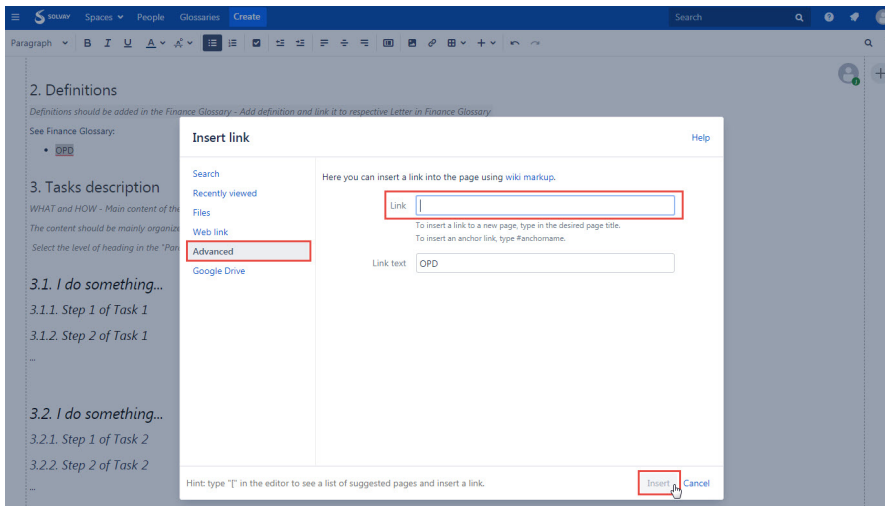 SOLVAY Spaces People Glossaries Create Search
Paragraph B I U A
2. Definitions
Definitions should be added in the Finance Glossary - Add definition and link it to respective Letter in Finance Glossary
See Finance Glossary:
• OPD
3. Tasks description
WHAT and HOW - Main content of the
The content should be mainly organize
Select the level of heading in the "Par
3.1. I do something...
3.1.1. Step 1 of Task 1
3.1.2. Step 2 of Task 1
...
3.2. I do something...
3.2.1. Step 1 of Task 2
3.2.2. Step 2 of Task 2
...
Insert link Help
Search
Recently viewed
Files
Web link
Advanced
Google Drive
Here you can insert a link into the page using wiki markup.
Link
To insert a link to a new page, type in the desired page title.
To insert an anchor link, type #anchorname.
Link text OPD
Hint: type "[" in the editor to see a list of suggested pages and insert a link. Insert Cancel